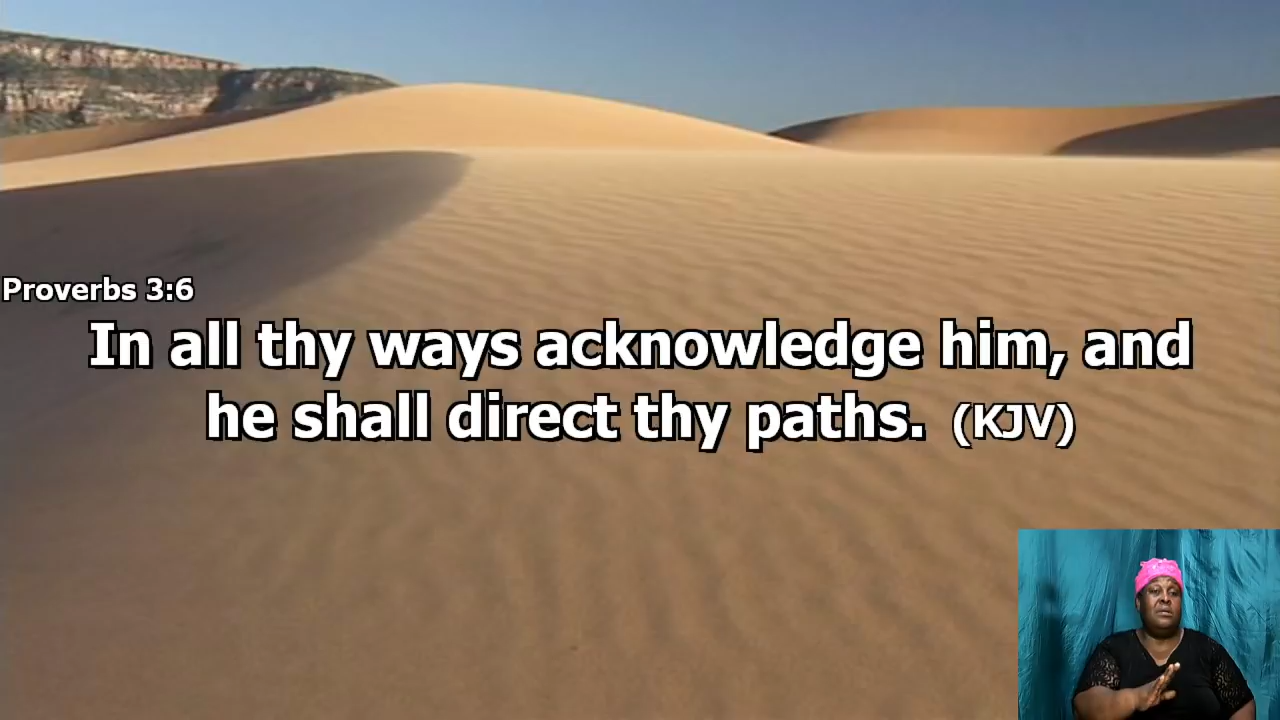 Proverbs 3:6
In all thy ways acknowledge him, and
he shall direct thy paths. (KJV)